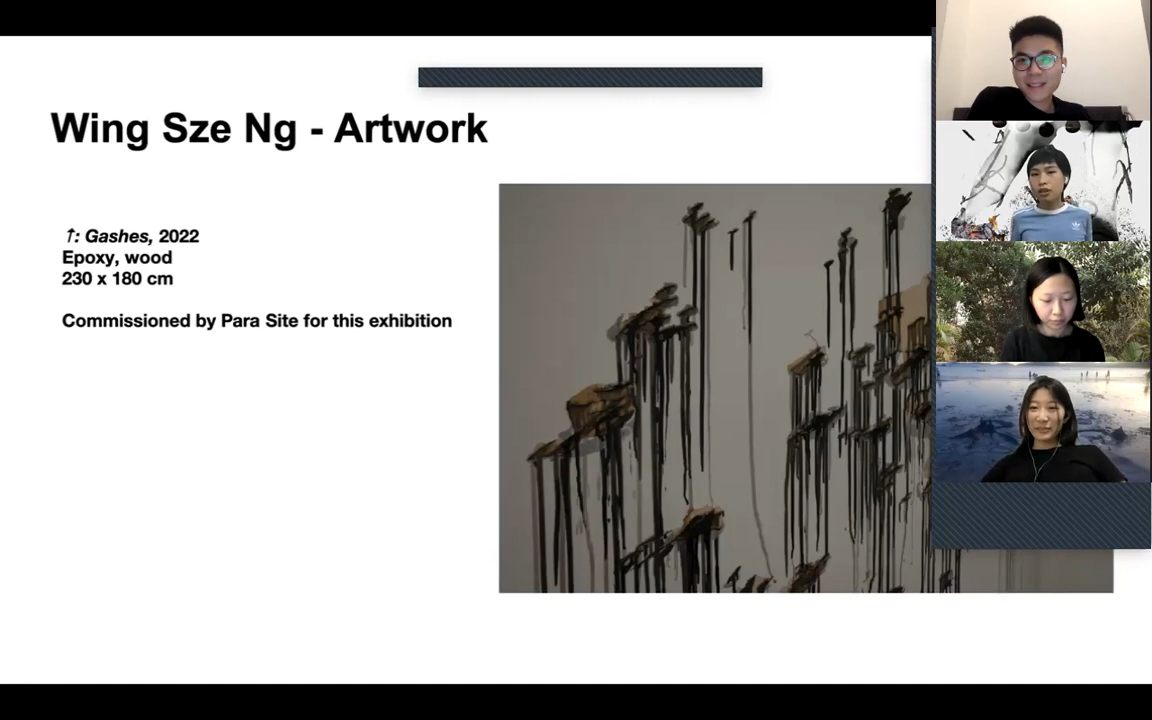 Wing Sze Ng - Artwork
↑: Gashes, 2022
Epoxy, wood
230 x 180 cm
Commissioned by Para Site for this exhibition